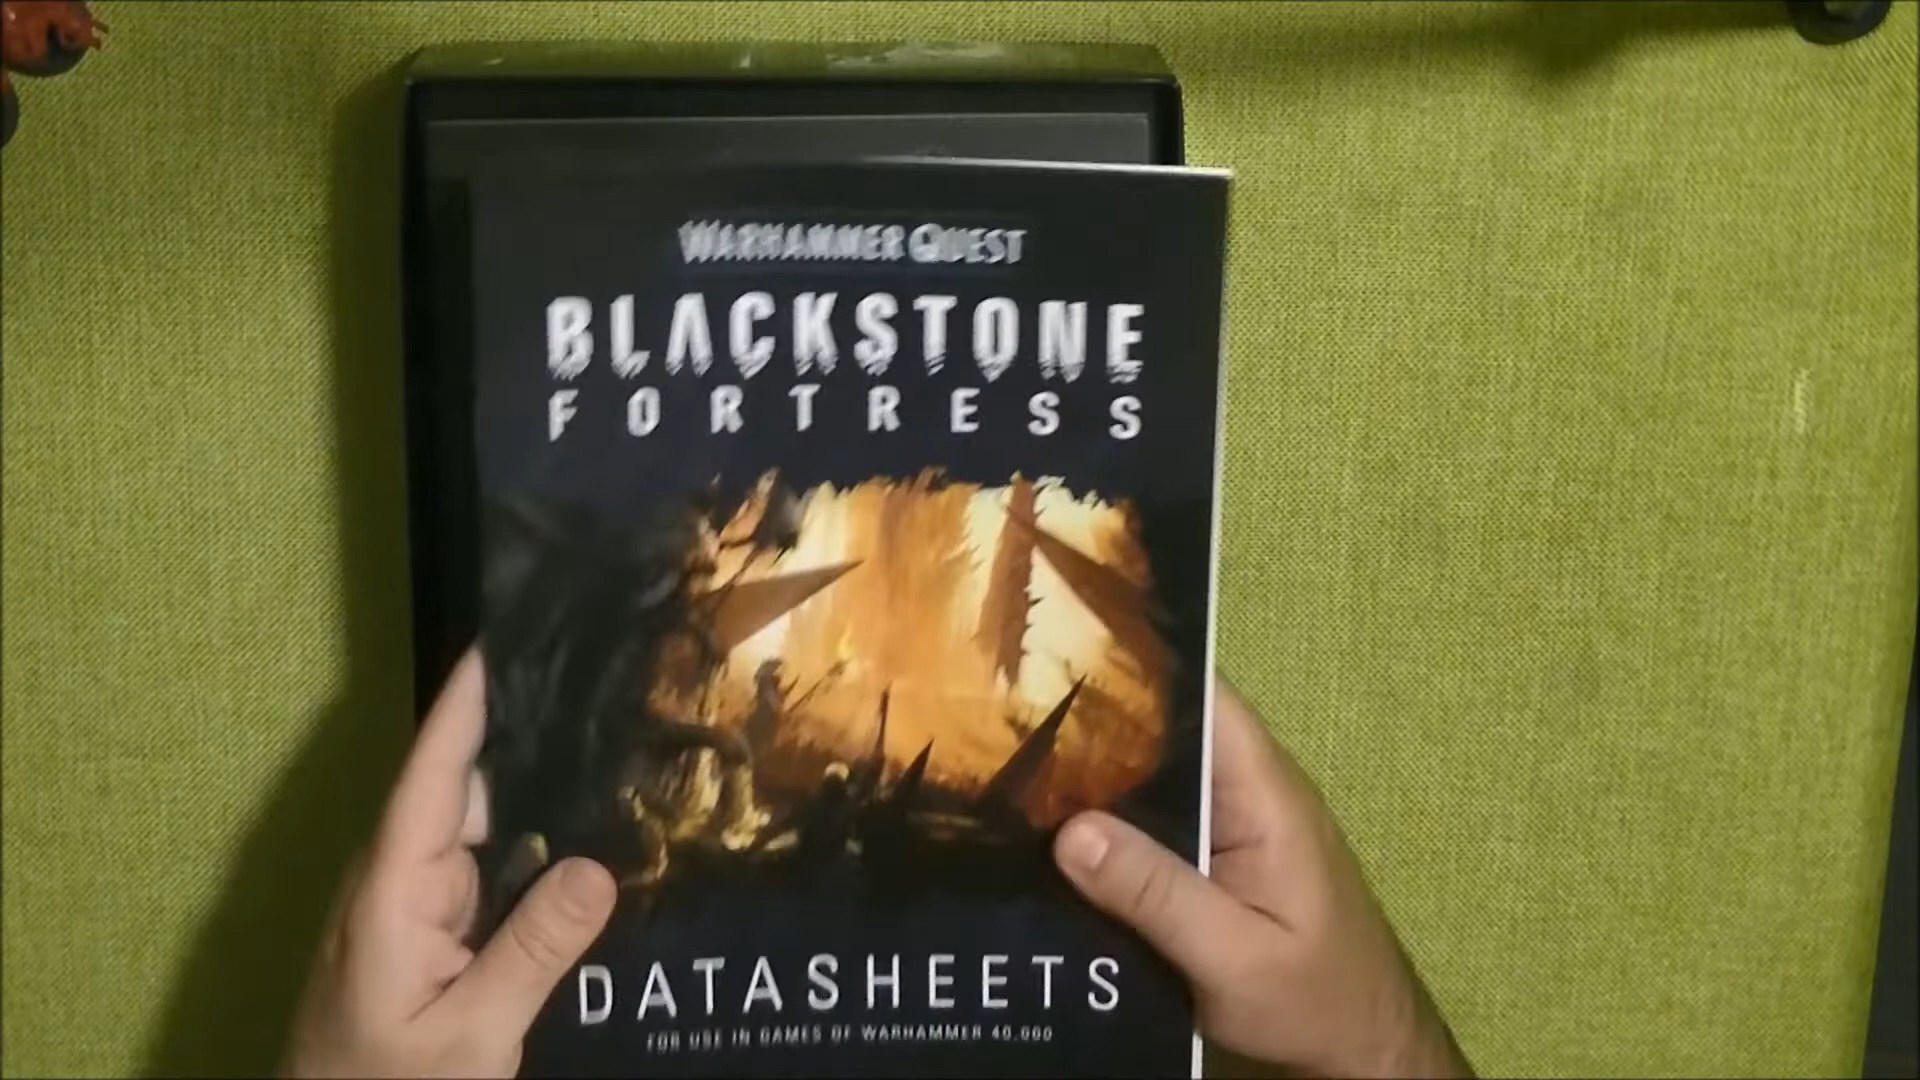 WARHAMMER QUEST
BLACKSTONE
FORTRESS
DATASHEETS
FOR USE IN GAMES OF WARHAMMER 40,000